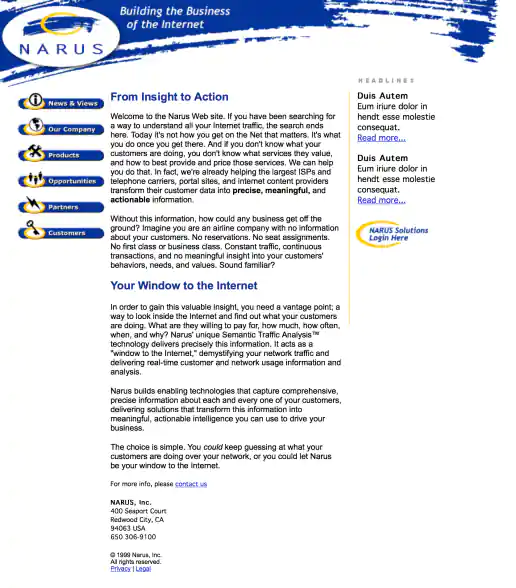 Building the Business
of the Internet
NARUS
HEADLINES
News & Views
Our Company
Products
Opportunities
Partners
Customers
From Insight to Action
Welcome to the Narus Web site. If you have been searching for
a way to understand all your Internet traffic, the search ends
here. Today it's not how you get on the Net that matters. It's what
you do once you get there. And if you don't know what your
customers are doing, you don't know what services they value,
and how to best provide and price those services. We can help
you do that. In fact, we're already helping the largest ISPs and
telephone carriers, portal sites, and internet content providers
transform their customer data into precise, meaningful, and
actionable information.
Without this information, how could any business get off the
ground? Imagine you are an airline company with no information
about your customers. No reservations. No seat assignments.
No first class or business class. Constant traffic, continuous
transactions, and no meaningful insight into your customers'
behaviors, needs, and values. Sound familiar?
Your Window to the Internet
In order to gain this valuable insight, you need a vantage point; a
way to look inside the Internet and find out what your customers
are doing. What are they willing to pay for, how much, how often,
when, and why? Narus' unique Semantic Traffic Analysis™
technology delivers precisely this information. It acts as a
"window to the Internet," demystifying your network traffic and
delivering real-time customer and network usage information and
analysis.
Narus builds enabling technologies that capture comprehensive,
precise information about each and every one of your customers,
delivering solutions that transform this information into
meaningful, actionable intelligence you can use to drive your
business.
The choice is simple. You could keep guessing at what your
customers are doing over your network, or you could let Narus
be your window to the Internet.
For more info, please contact us
NARUS, Inc.
400 Seaport Court
Redwood City, CA
94063 USA
650 306-9100
© 1999 Narus, Inc.
All rights reserved.
Privacy | Legal
Duis Autem
Eum iriure dolor in
hendt esse molestie
consequat.
Read more...
Duis Autem
Eum iriure dolor in
hendt esse molestie
consequat.
Read more...
NARUS Solutions
Login Here